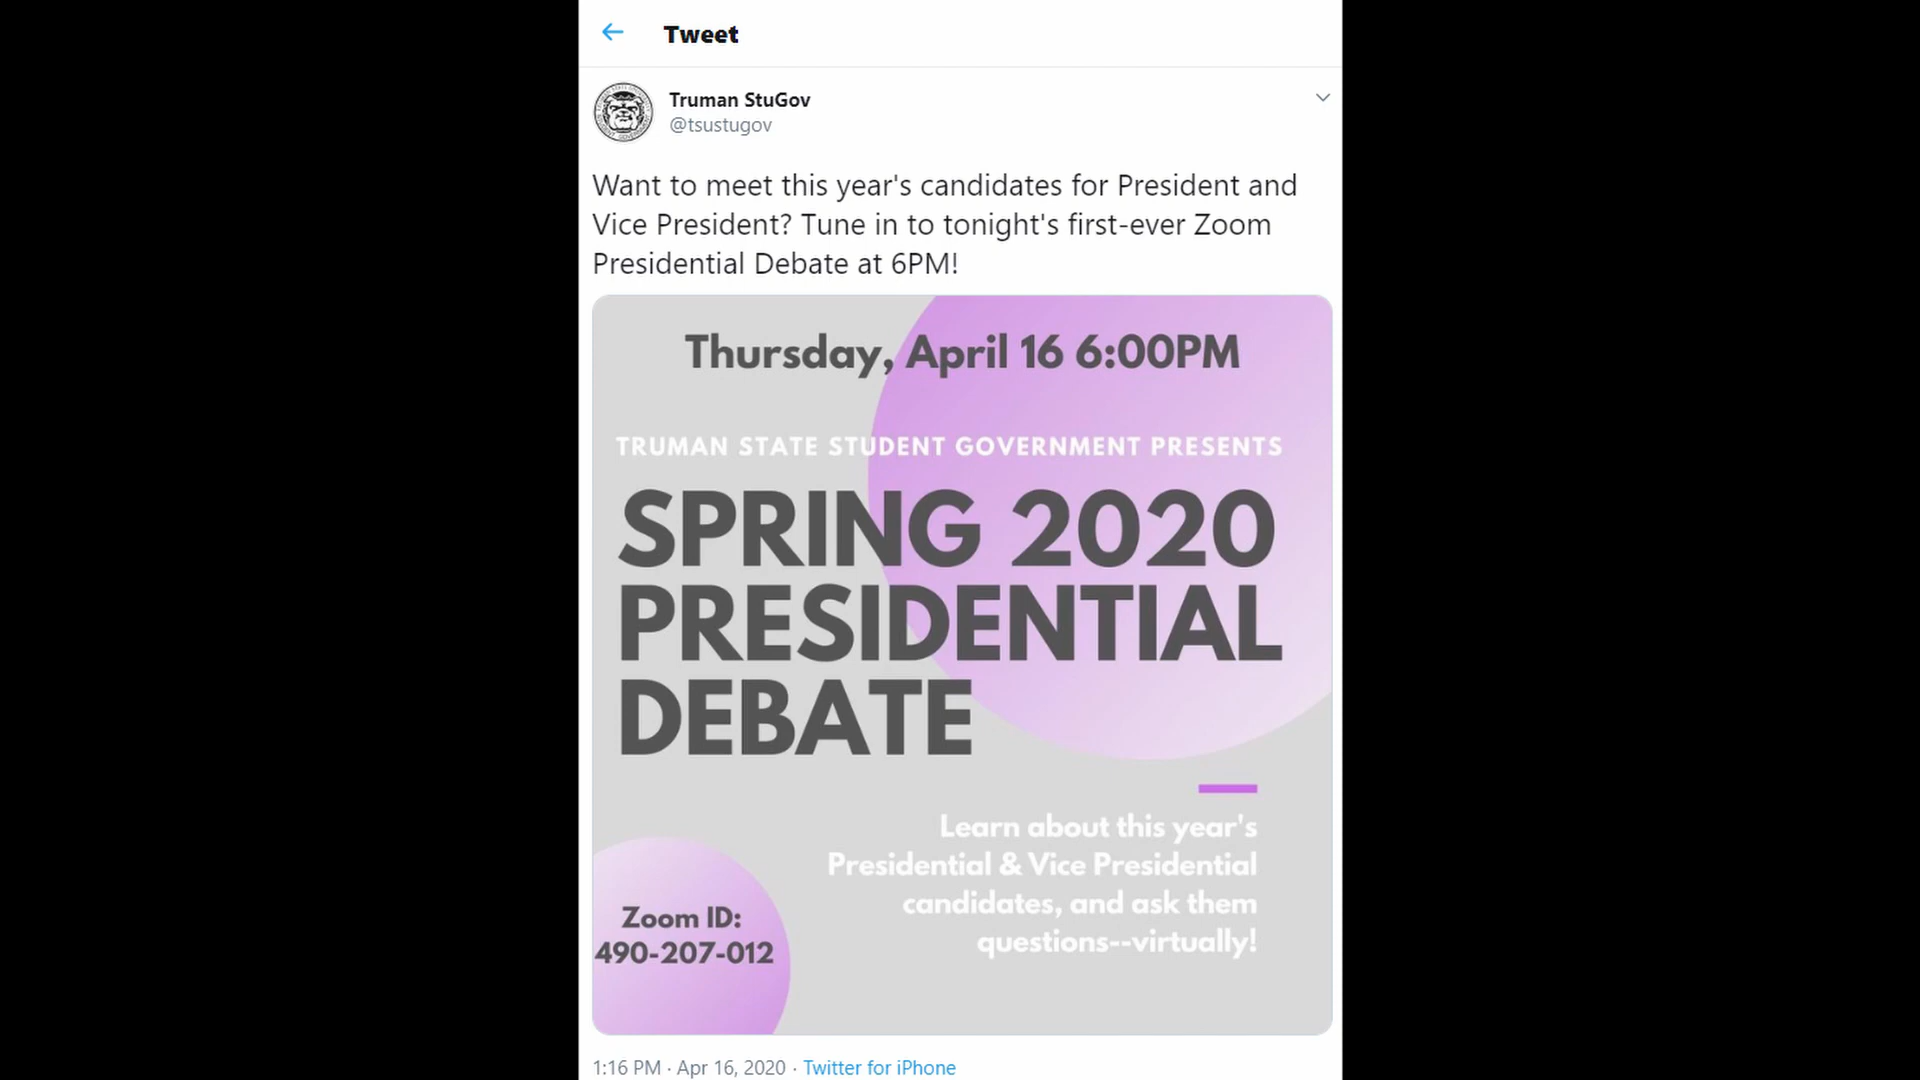 Tweet
Truman StuGov
@tsustugov
Want to meet this year's candidates for President and
Vice President? Tune in to tonight's first-ever Zoom
Presidential Debate at 6PM!
Thursday, April 16 6:00PM
TRUMAN STATE STUDENT GOVERNMENT PRESENTS
SPRING 2020
PRESIDENTIAL
DEBATE
Learn about this year's
Presidential & Vice Presidential
candidates, and ask them
questions--virtually!
Zoom ID:
490-207-012
1:16 PM · Apr 16, 2020 · Twitter for iPhone